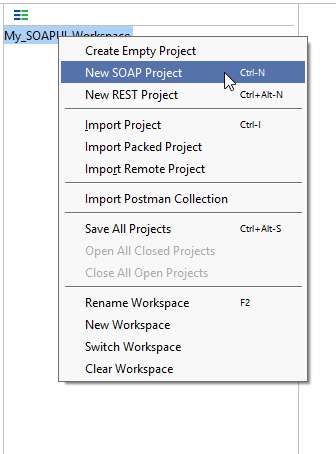 My_SOAPUI_Workspace
Create Empty Project
New SOAP Project Ctrl-N
New REST Project Ctrl+Alt-N
Import Project Ctrl-I
Import Packed Project
Import Remote Project
Import Postman Collection
Save All Projects Ctrl+Alt-S
Open All Closed Projects
Close All Open Projects
Rename Workspace F2
New Workspace
Switch Workspace
Clear Workspace